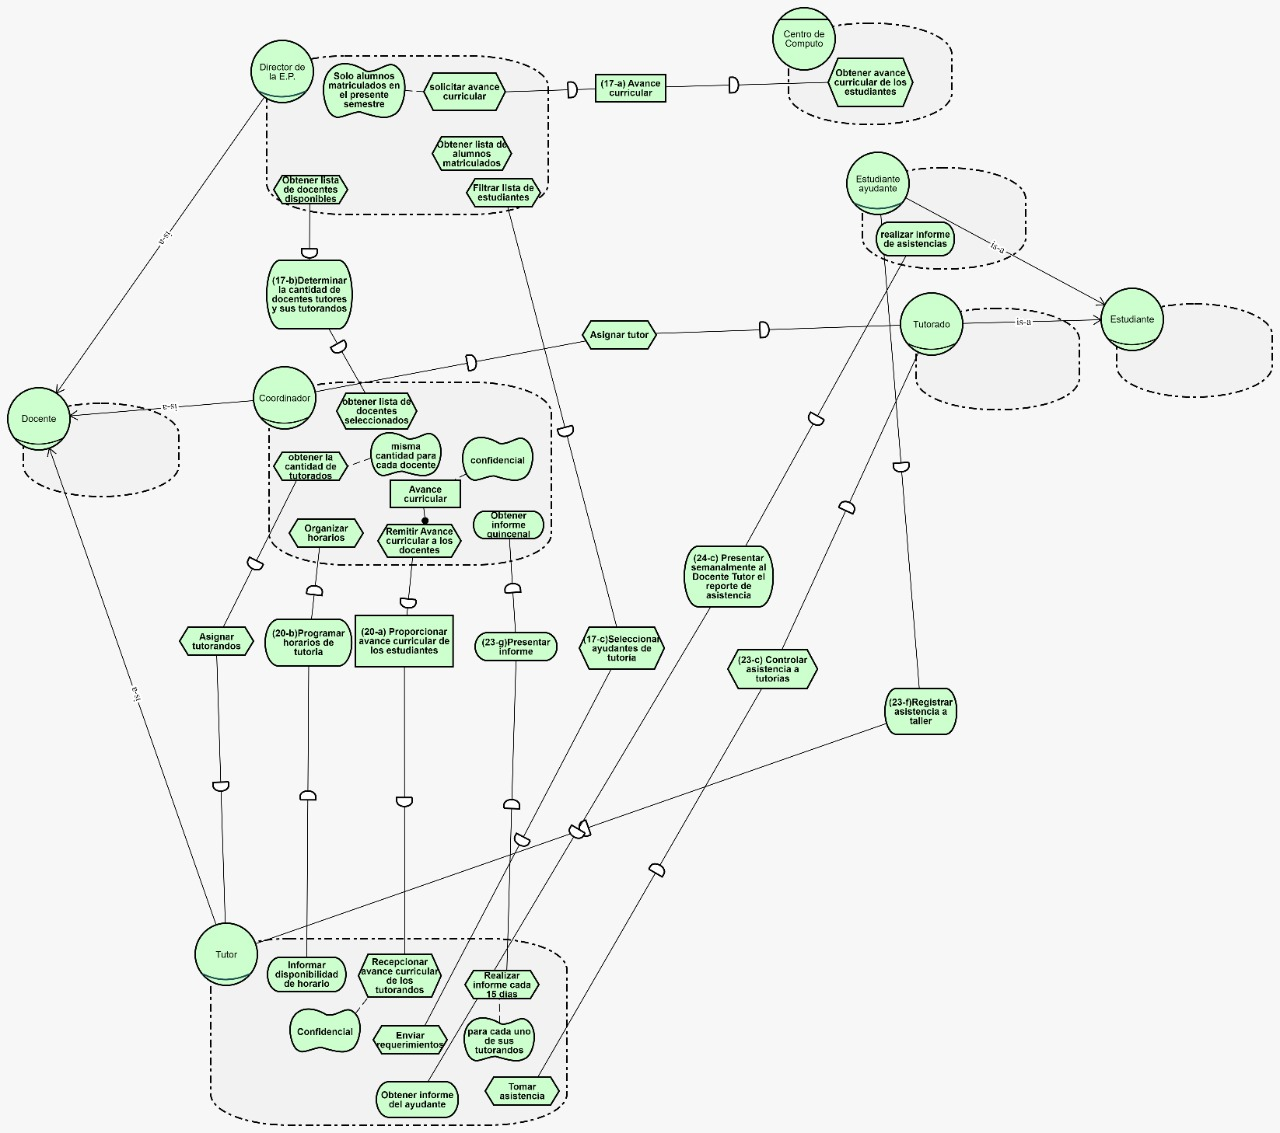 Director de
la E.P.
Solo alumnos
matriculados en
el presente
semestre
solicitar avance
curricular
(17-a) Avance
curricular
Centro de
Computo
Obtener avance
curricular de los
estudiantes
Obtener lista de
alumnos
matriculados
Obtener lista
de docentes
disponibles
Filtrar lista de
estudiantes
Estudiante
ayudante
realizar informe
de asistencias
is-a
is-a
(17-b)Determinar
la cantidad de
docentes tutores
y sus tutorandos
Asignar tutor
Tutorado
is-a
Estudiante
Docente
is-a
Coordinador
obtener lista de
docentes
seleccionados
obtener la
cantidad de
tutorados
misma
cantidad para
cada docente
confidencial
Avance
curricular
Organizar
horarios
Remitir Avance
curricular a los
docentes
Obtener
informe
quincenal
(24-c) Presentar
semanalmente al
Docente Tutor el
reporte de
asistencia
Asignar
tutorandos
(20-b)Programar
horarios de
tutoria
(20-a) Proporcionar
avance curricular de
los estudiantes
(23-g)Presentar
informe
(17-c)Seleccionar
ayudantes de
tutoría
(23-c) Controlar
asistencia a
tutorías
is-a
(23-f)Registrar
asistencia a
taller
Tutor
Informar
disponibilidad
de horario
Recepcionar
avance curricular
de los
tutorandos
Realizar
informe cada
15 dias
Confidencial
Enviar
requerimientos
para cada uno
de sus
tutorandos
Obtener informe
del ayudante
Tomar
asistencia